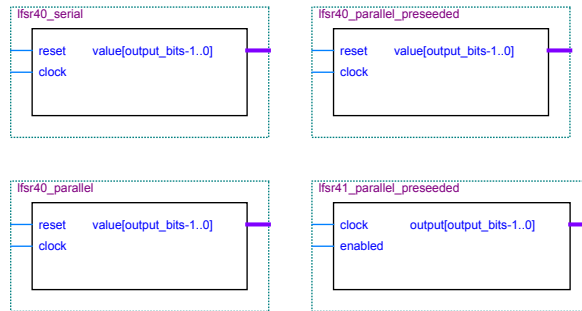 lfsr40_serial
reset value[output_bits-1..0]
clock
lfsr40_parallel_preseeded
reset value[output_bits-1..0]
clock
lfsr40_parallel
reset value[output_bits-1..0]
clock
lfsr41_parallel_preseeded
clock output[output_bits-1..0]
enabled